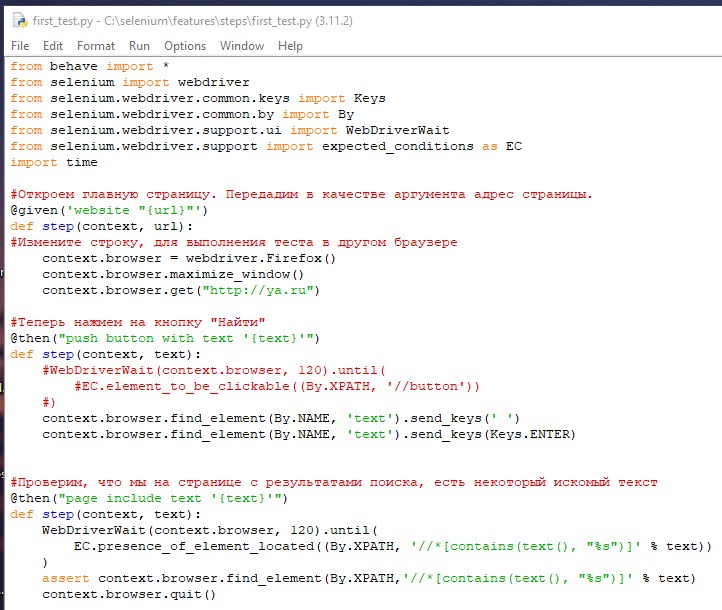 first_test.py - C:\selenium\features\steps\first_test.py (3.11.2)
File Edit Format Run Options Window Help
from behave import *
from selenium import webdriver
from selenium.webdriver.common.keys import Keys
from selenium.webdriver.common.by import By
from selenium.webdriver.support.ui import WebDriverWait
from selenium.webdriver.support import expected_conditions as EC
import time

#Откроем главную страницу. Передадим в качестве аргумента адрес страницы.
@given('website "{url}"')
def step(context, url):
#Измените строку, для выполнения теста в другом браузере
    context.browser = webdriver.Firefox()
    context.browser.maximize_window()
    context.browser.get("http://ya.ru")

#Теперь нажмем на кнопку "Найти"
@then("push button with text '{text}'")
def step(context, text):
    #WebDriverWait(context.browser, 120).until(
        #EC.element_to_be_clickable((By.XPATH, '//button'))
    #)
    context.browser.find_element(By.NAME, 'text').send_keys(' ')
    context.browser.find_element(By.NAME, 'text').send_keys(Keys.ENTER)

#Проверим, что мы на странице с результатами поиска, есть некоторый искомый текст
@then("page include text '{text}'")
def step(context, text):
    WebDriverWait(context.browser, 120).until(
        EC.presence_of_element_located((By.XPATH, '//*[contains(text(), "%s")]' % text))
    )
    assert context.browser.find_element(By.XPATH,'//*[contains(text(), "%s")]' % text)
    context.browser.quit()